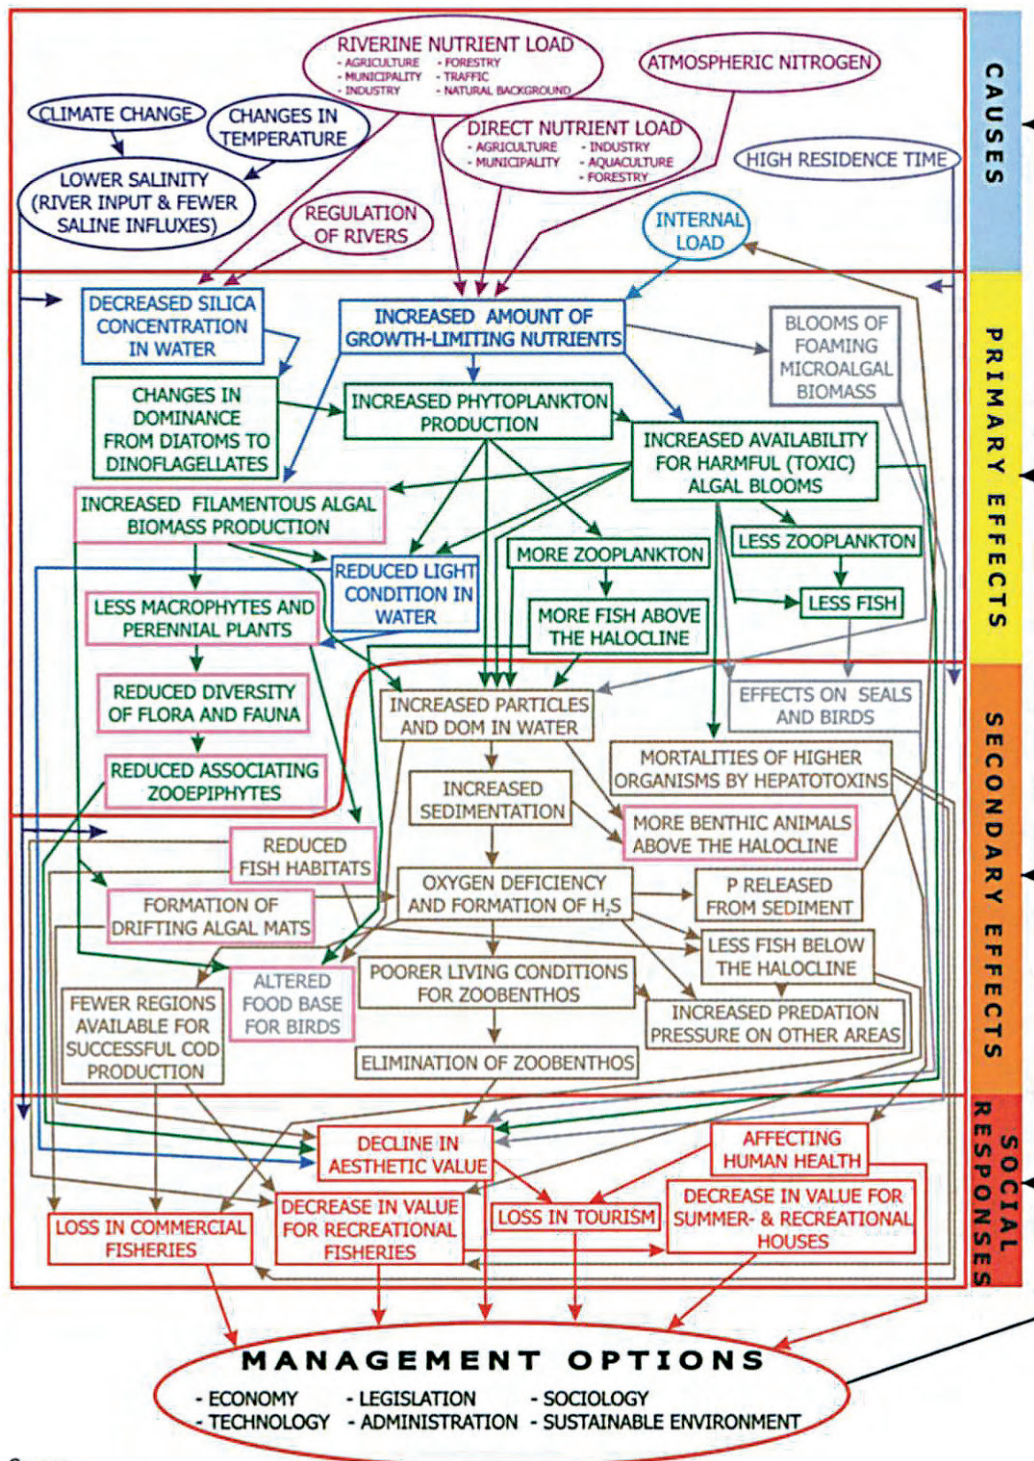 RIVERINE NUTRIENT LOAD
- AGRICULTURE - FORESTRY
- MUNICIPALITY - TRAFFIC
- INDUSTRY - NATURAL BACKGROUND
ATMOSPHERIC NITROGEN
CLIMATE CHANGE
CHANGES IN
TEMPERATURE
DIRECT NUTRIENT LOAD
- AGRICULTURE - INDUSTRY
- MUNICIPALITY - AQUACULTURE
- FORESTRY
HIGH RESIDENCE TIME
LOWER SALINITY
(RIVER INPUT & FEWER
SALINE INFLUXES)
REGULATION
OF RIVERS
INTERNAL
LOAD
CAUSES
DECREASED SILICA
CONCENTRATION
IN WATER
INCREASED AMOUNT OF
GROWTH-LIMITING NUTRIENTS
BLOOMS OF
FOAMING
MICROALGAL
BIOMASS
CHANGES IN
DOMINANCE
FROM DIATOMS TO
DINOFLAGELLATES
INCREASED PHYTOPLANKTON
PRODUCTION
INCREASED AVAILABILITY
FOR HARMFUL (TOXIC)
ALGAL BLOOMS
INCREASED FILAMENTOUS ALGAL
BIOMASS PRODUCTION
REDUCED LIGHT
CONDITION IN
WATER
MORE ZOOPLANKTON
LESS ZOOPLANKTON
LESS MACROPHYTES AND
PERENNIAL PLANTS
MORE FISH ABOVE
THE HALOCLINE
LESS FISH
PRIMARY EFFECTS
REDUCED DIVERSITY
OF FLORA AND FAUNA
INCREASED PARTICLES
AND DOM IN WATER
EFFECTS ON SEALS
AND BIRDS
REDUCED ASSOCIATING
ZOOEPIPHYTES
INCREASED
SEDIMENTATION
MORTALITIES OF HIGHER
ORGANISMS BY HEPATOTOXINS
MORE BENTHIC ANIMALS
ABOVE THE HALOCLINE
REDUCED
FISH HABITATS
OXYGEN DEFICIENCY
AND FORMATION OF H₂S
P RELEASED
FROM SEDIMENT
FORMATION OF
DRIFTING ALGAL MATS
LESS FISH BELOW
THE HALOCLINE
ALTERED
FOOD BASE
FOR BIRDS
POORER LIVING CONDITIONS
FOR ZOOBENTHOS
FEWER REGIONS
AVAILABLE FOR
SUCCESSFUL COD
PRODUCTION
INCREASED PREDATION
PRESSURE ON OTHER AREAS
ELIMINATION OF ZOOBENTHOS
SECONDARY EFFECTS
DECLINE IN
AESTHETIC VALUE
AFFECTING
HUMAN HEALTH
LOSS IN COMMERCIAL
FISHERIES
DECREASE IN VALUE
FOR RECREATIONAL
FISHERIES
LOSS IN TOURISM
DECREASE IN VALUE FOR
SUMMER- & RECREATIONAL
HOUSES
SOCIAL
RESPONSES
MANAGEMENT OPTIONS
- ECONOMY - LEGISLATION - SOCIOLOGY
- TECHNOLOGY - ADMINISTRATION - SUSTAINABLE ENVIRONMENT